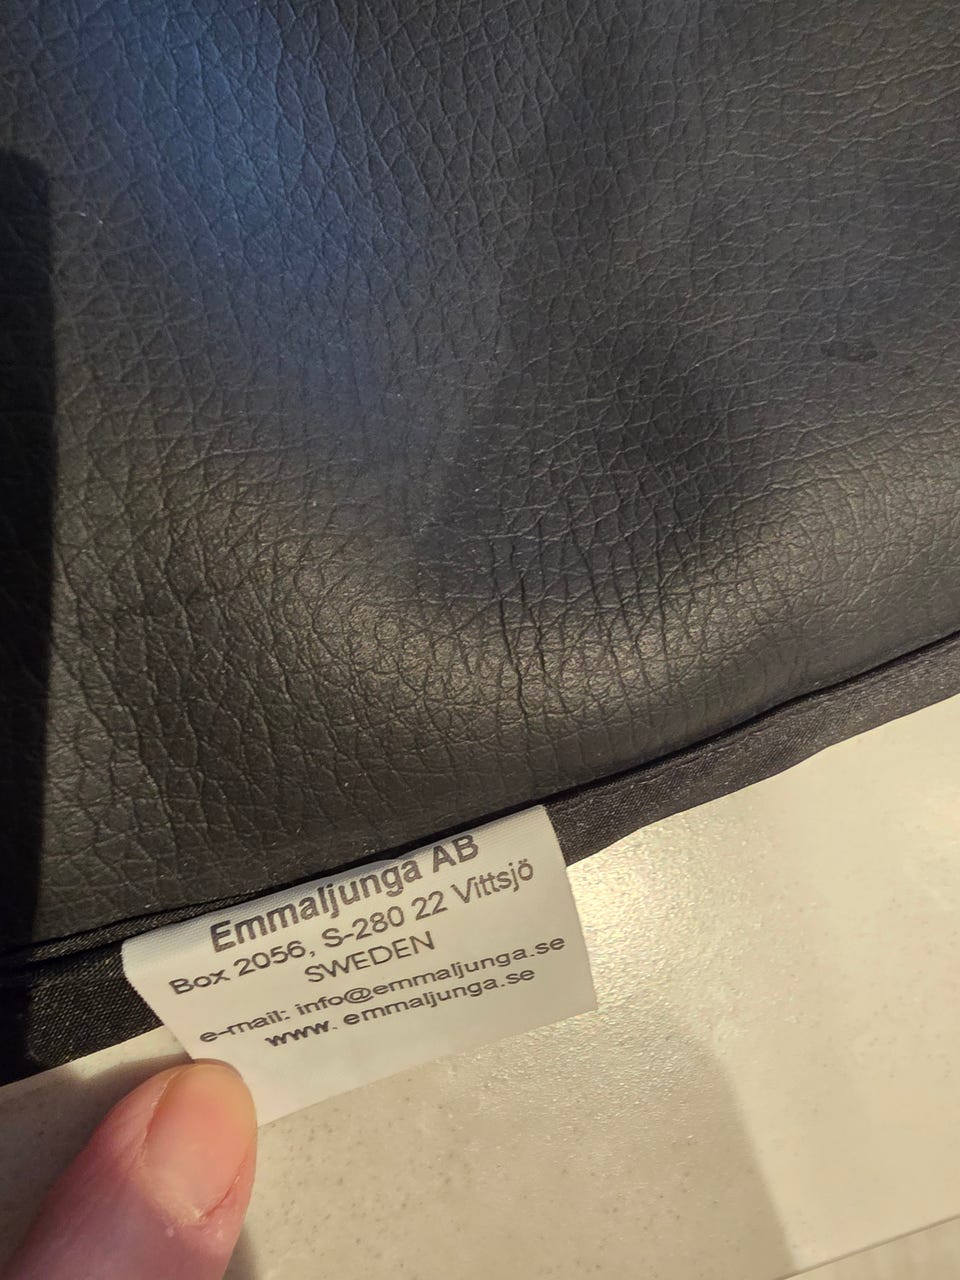 Emmaljunga AB
Box 2056, S-280 22 Vittsjö
SWEDEN
e-mail: info@emmaljunga.se
www. emmaljunga.se